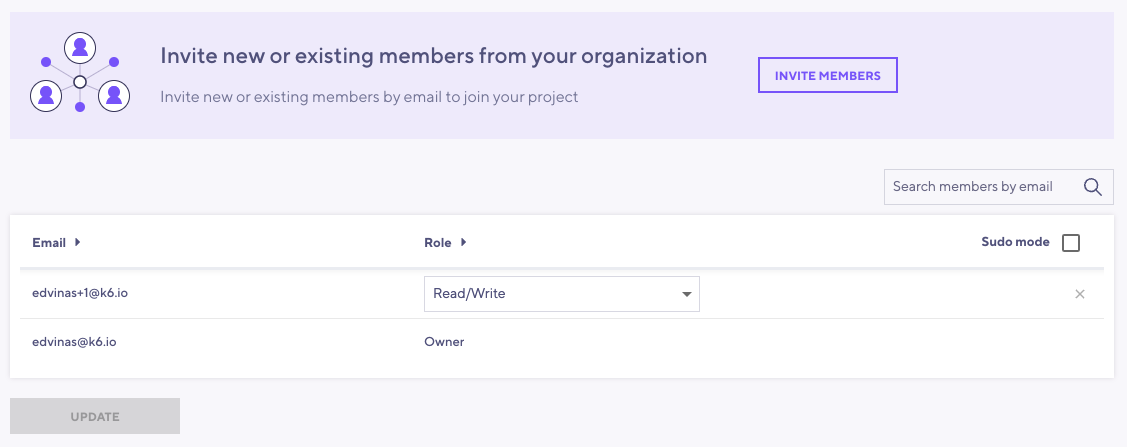 Invite new or existing members from your organization
Invite new or existing members by email to join your project
INVITE MEMBERS
Search members by email
Email Role Sudo mode
edvinas+1@k6.io Read/Write
edvinas@k6.io Owner
UPDATE